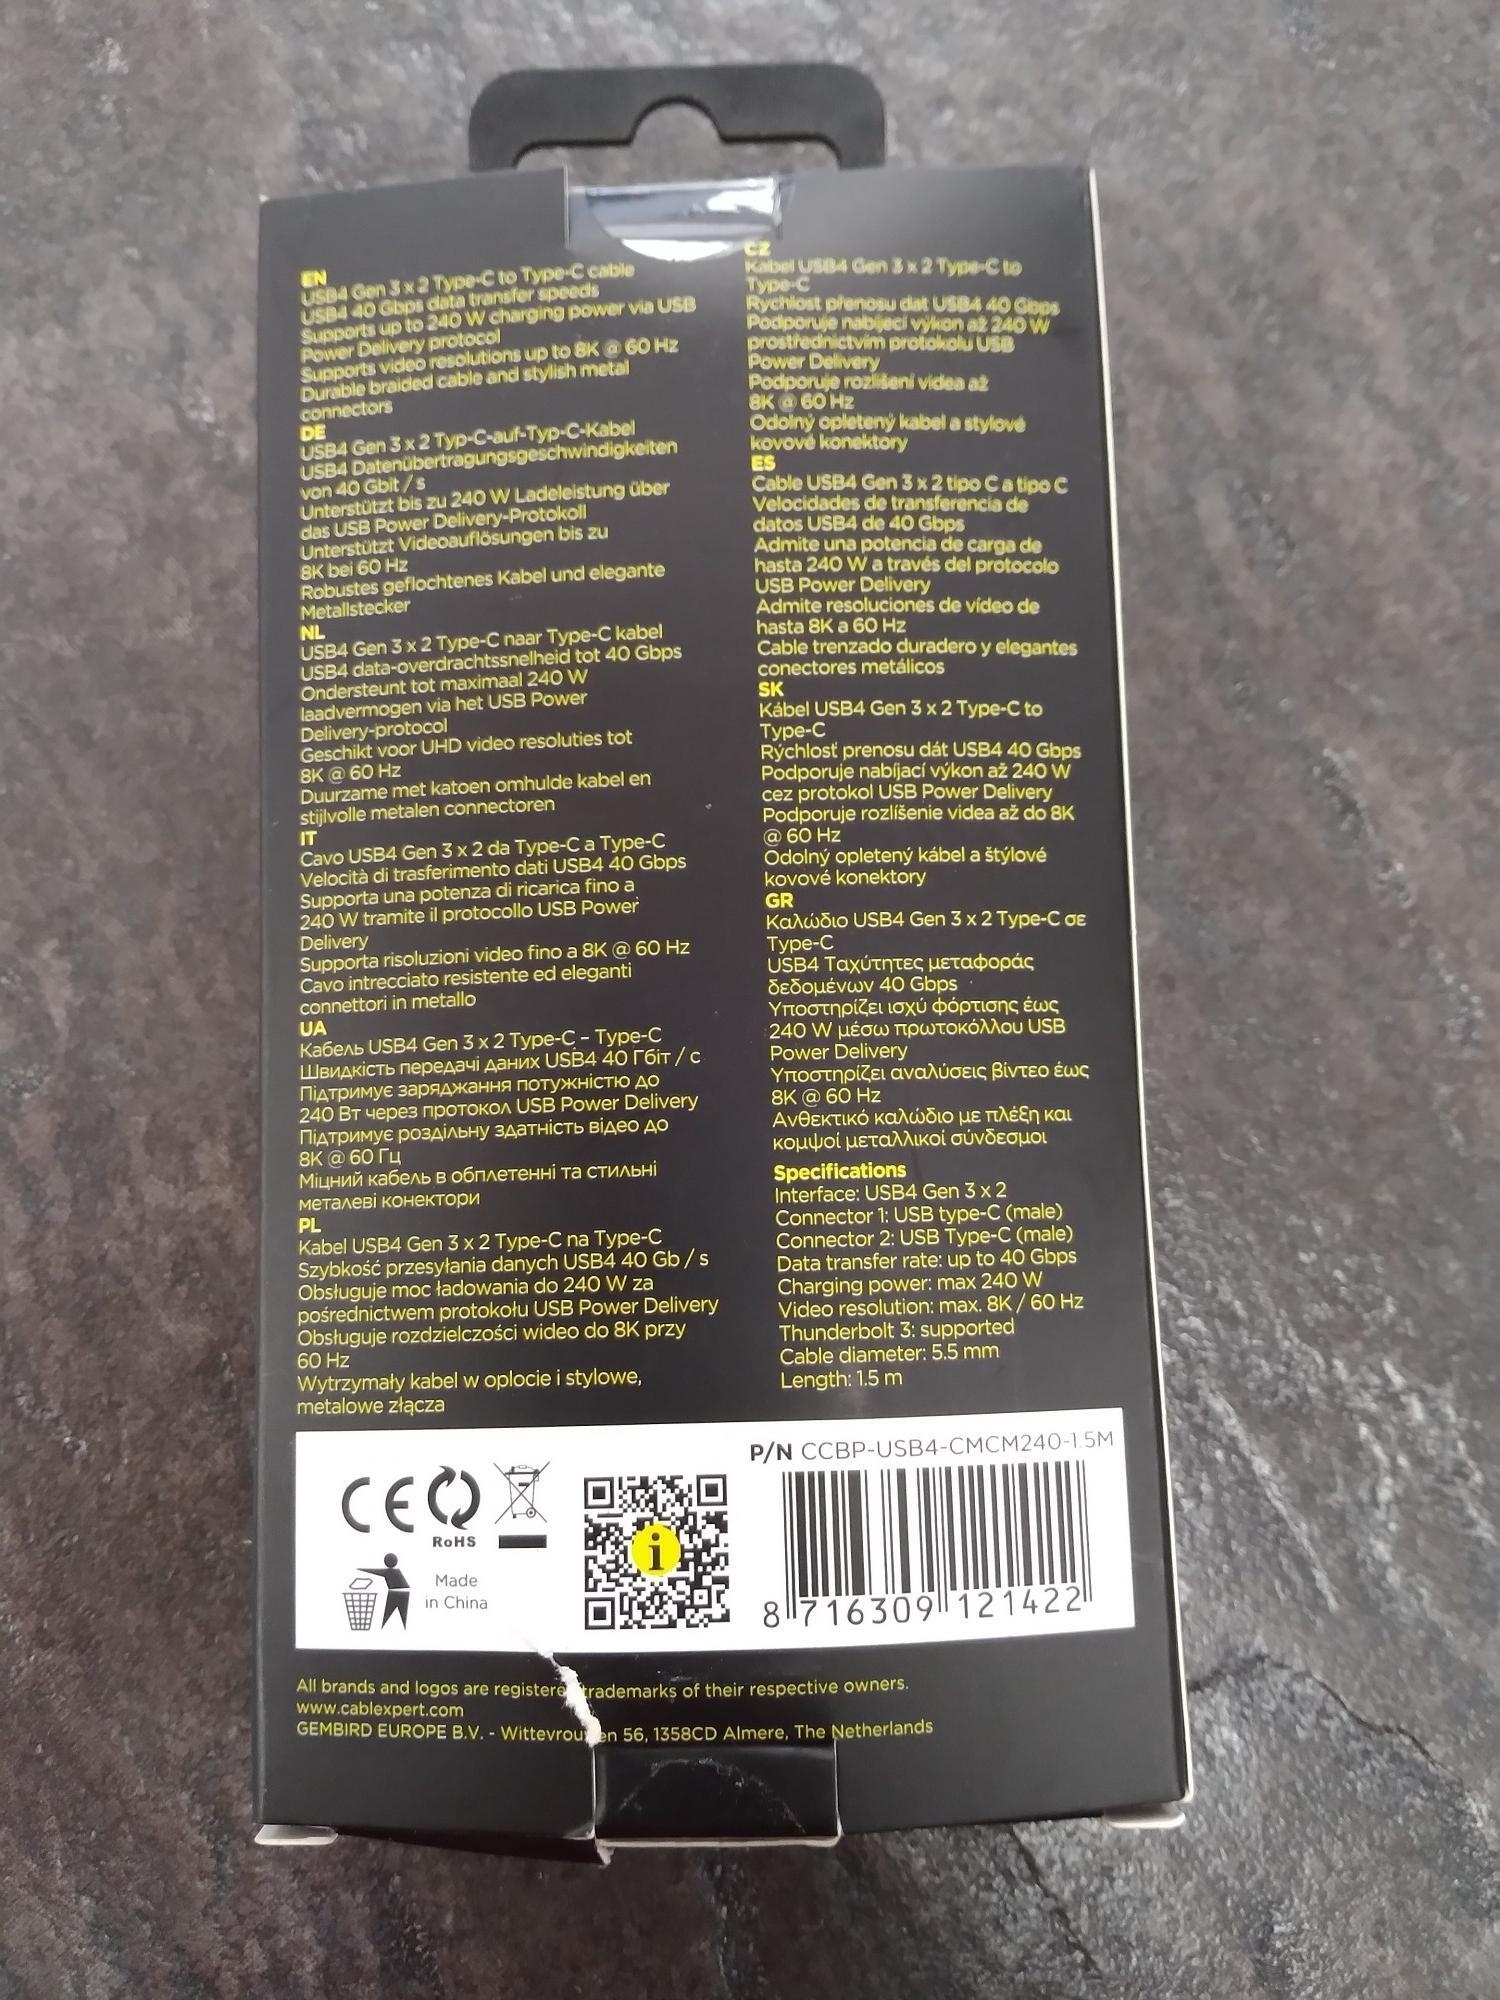 EN
USB4 Gen 3 x 2 Type-C to Type-C cable
USB4 40 Gbps data transfer speeds
Supports up to 240 W charging power via USB
Power Delivery protocol
Supports video resolutions up to 8K @ 60 Hz
Durable braided cable and stylish metal
connectors
DE
USB4 Gen 3 x 2 Typ-C-auf-Typ-C-Kabel
USB4 Datenübertragungsgeschwindigkeiten
von 40 Gbit / s
Unterstützt bis zu 240 W Ladeleistung über
das USB Power Delivery-Protokoll
Unterstützt Videoauflösungen bis zu
8K bei 60 Hz
Robustes geflochtenes Kabel und elegante
Metallstecker
NL
USB4 Gen 3 x 2 Type-C naar Type-C kabel
USB4 data-overdrachtssnelheid tot 40 Gbps
Ondersteunt tot maximaal 240 W
laadvermogen via het USB Power
Delivery-protocol
Geschikt voor UHD video resoluties tot
8K @ 60 Hz
Duurzame met katoen omhulde kabel en
stijlvolle metalen connectoren
IT
Cavo USB4 Gen 3 x 2 da Type-C a Type-C
Velocità di trasferimento dati USB4 40 Gbps
Supporta una potenza di ricarica fino a
240 W tramite il protocollo USB Power
Delivery
Supporta risoluzioni video fino a 8K @ 60 Hz
Cavo intrecciato resistente ed eleganti
connettori in metallo
UA
Кабель USB4 Gen 3 x 2 Type-C – Type-C
Швидкість передачі даних USB4 40 Гбіт / с
Підтримує заряджання потужністю до
240 Вт через протокол USB Power Delivery
Підтримує роздільну здатність відео до
8K @ 60 Гц
Міцний кабель в обплетенні та стильні
металеві конектори
PL
Kabel USB4 Gen 3 x 2 Type-C na Type-C
Szybkość przesyłania danych USB4 40 Gb / s
Obsługuje moc ładowania do 240 W za
pośrednictwem protokołu USB Power Delivery
Obsługuje rozdzielczości wideo do 8K przy
60 Hz
Wytrzymały kabel w oplocie i stylowe,
metalowe złącza
CZ
Kabel USB4 Gen 3 x 2 Type-C to
Type-C
Rychlost přenosu dat USB4 40 Gbps
Podporuje nabíjecí výkon až 240 W
prostřednictvím protokolu USB
Power Delivery
Podporuje rozlišení videa až
8K @ 60 Hz
Odolný opletený kabel a stylové
kovové konektory
ES
Cable USB4 Gen 3 x 2 tipo C a tipo C
Velocidades de transferencia de
datos USB4 de 40 Gbps
Admite una potencia de carga de
hasta 240 W a través del protocolo
USB Power Delivery
Admite resoluciones de vídeo de
hasta 8K a 60 Hz
Cable trenzado duradero y elegantes
conectores metálicos
SK
Kábel USB4 Gen 3 x 2 Type-C to
Type-C
Rýchlosť prenosu dát USB4 40 Gbps
Podporuje nabíjací výkon až 240 W
cez protokol USB Power Delivery
Podporuje rozlíšenie videa až do 8K
@ 60 Hz
Odolný opletený kábel a štýlové
kovové konektory
GR
Καλώδιο USB4 Gen 3 x 2 Type-C σε
Type-C
USB4 Ταχύτητες μεταφοράς
δεδομένων 40 Gbps
Υποστηρίζει ισχύ φόρτισης έως
240 W μέσω πρωτοκόλλου USB
Power Delivery
Υποστηρίζει αναλύσεις βίντεο έως
8K @ 60 Hz
Ανθεκτικό καλώδιο με πλέξη και
κομψοί μεταλλικοί σύνδεσμοι
Specifications
Interface: USB4 Gen 3 x 2
Connector 1: USB type-C (male)
Connector 2: USB Type-C (male)
Data transfer rate: up to 40 Gbps
Charging power: max 240 W
Video resolution: max. 8K / 60 Hz
Thunderbolt 3: supported
Cable diameter: 5.5 mm
Length: 1.5 m
P/N CCBP-USB4-CMCM240-1.5M
CE
RoHS
Made
in China
i
8 716309 121422
All brands and logos are registere trademarks of their respective owners.
www.cablexpert.com
GEMBIRD EUROPE B.V. - Wittevrou en 56, 1358CD Almere, The Netherlands